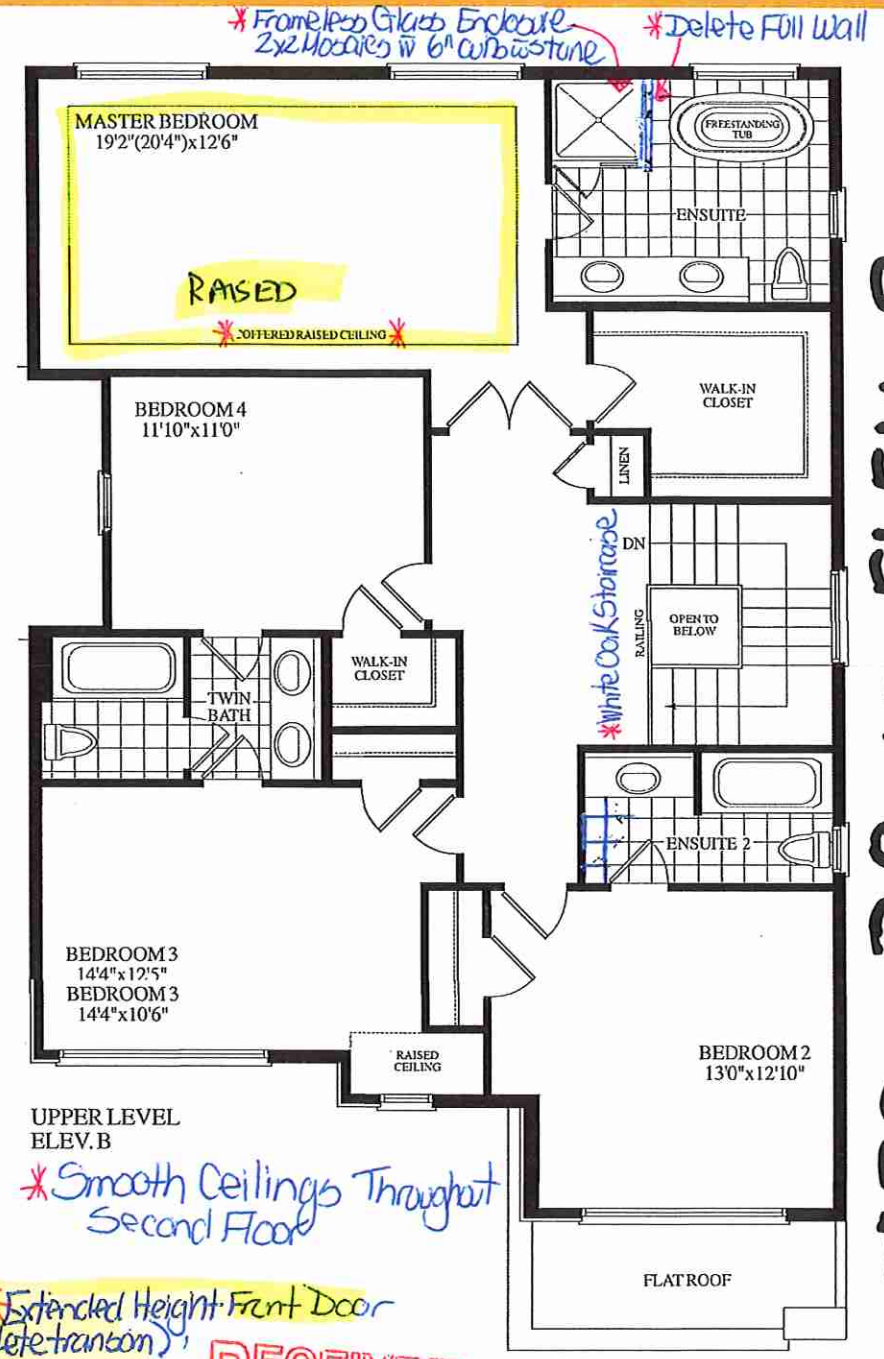 * Frameless Glass Enclosure
2x2 Mosaics w 6" curb w stone
* Delete Full Wall
MASTER BEDROOM
19'2"(20'4")x12'6"
FREESTANDING
TUB
ENSUITE
RAISED
* COFFERED RAISED CEILING *
WALK-IN
CLOSET
BEDROOM 4
11'10"x11'0"
LINEN
DN
* White Oak Staircase
RAILING
OPEN TO
BELOW
WALK-IN
CLOSET
TWIN
BATH
ENSUITE 2
BEDROOM 3
14'4"x12'5"
BEDROOM 3
14'4"x10'6"
RAISED
CEILING
BEDROOM 2
13'0"x12'10"
UPPER LEVEL
ELEV. B
* Smooth Ceilings Throughout
Second Floor
FLAT ROOF
Extended Height Front Door
transom)